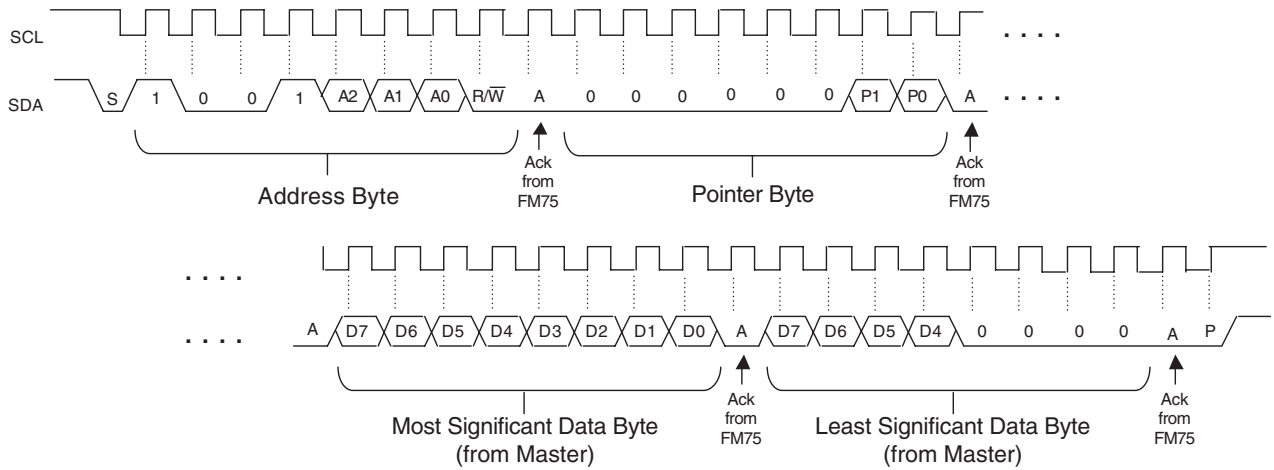 SCL
. . . .
SDA S 1 0 0 1 A2 A1 A0 R/W̅ A 0 0 0 0 0 0 P1 P0 A . . . .
Address Byte
Ack
from
FM75
Pointer Byte
Ack
from
FM75
. . . .
. . . . A D7 D6 D5 D4 D3 D2 D1 D0 A D7 D6 D5 D4 0 0 0 0 A P
Most Significant Data Byte
(from Master)
Ack
from
FM75
Least Significant Data Byte
(from Master)
Ack
from
FM75